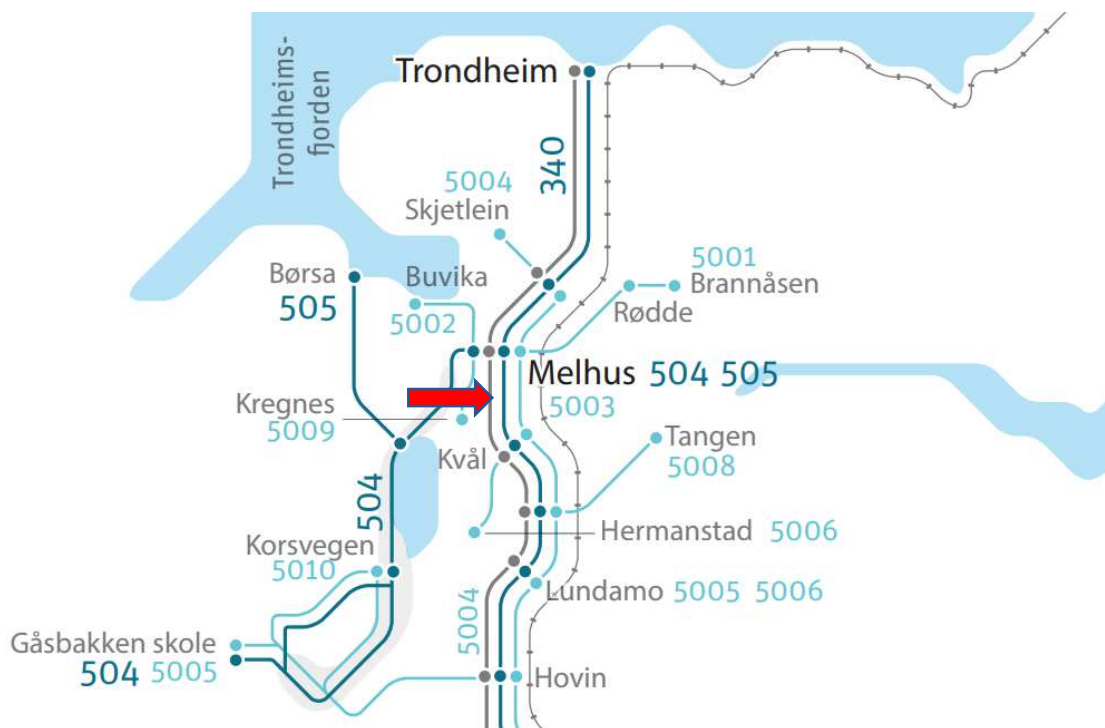 Trondheims-
fjorden
Trondheim
340
5004
Skjetlein
5001
Brannåsen
Rødde
Børsa
505
Buvika
5002
Melhus 504 505
5003
Kregnes
5009
Kvål
Tangen
5008
504
Hermanstad 5006
Korsvegen
5010
Lundamo 5005 5006
5004
Gåsbakken skole
504 5005
Hovin